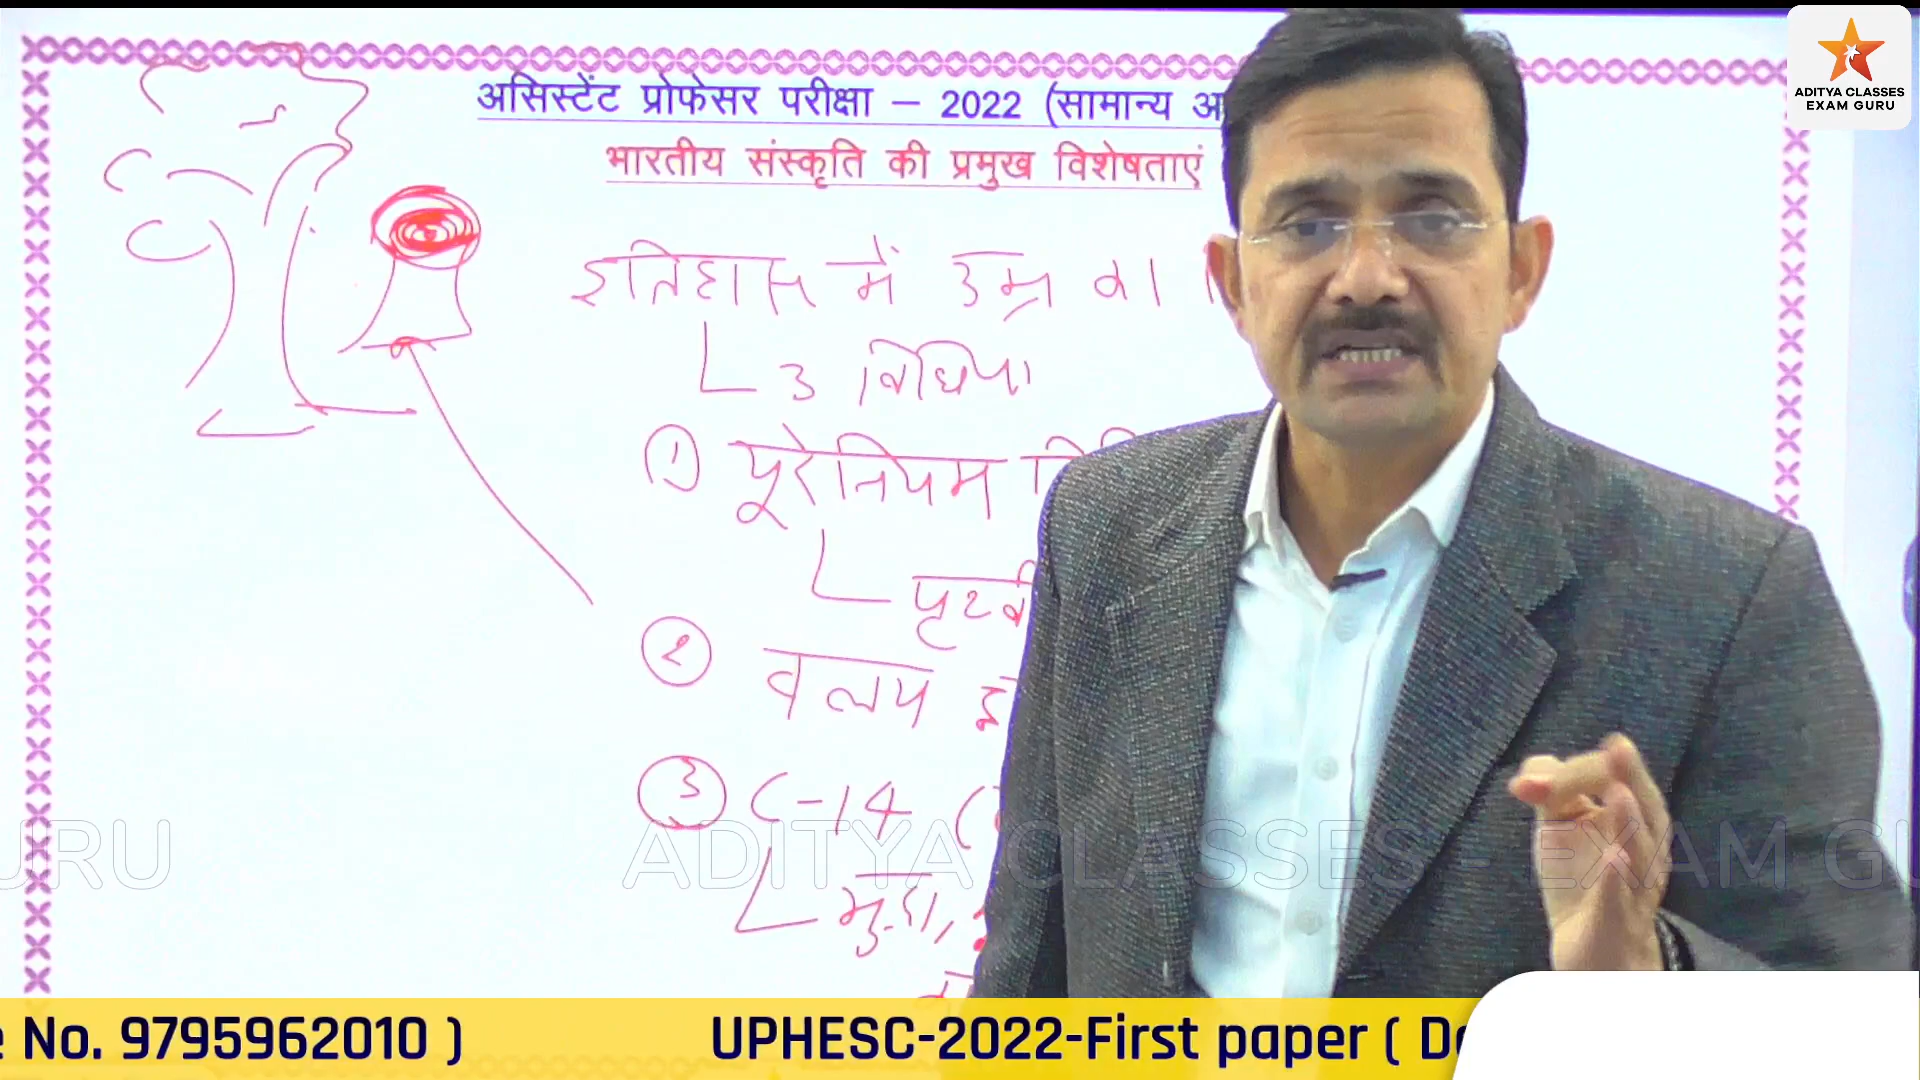 ADITYA CLASSES
EXAM GURU
असिस्टेंट प्रोफेसर परीक्षा – 2022 (सामान्य
भारतीय संस्कृति की प्रमुख विशेषताएं
इतिहास में उम्र का
3 विधियां
① यूरेनियम
पृथ्वी
② वलय
③ C-14 (
मुद्रा,
URU ADITYA CLASSES - EXAM GU
No. 9795962010 ) UPHESC-2022-First paper (